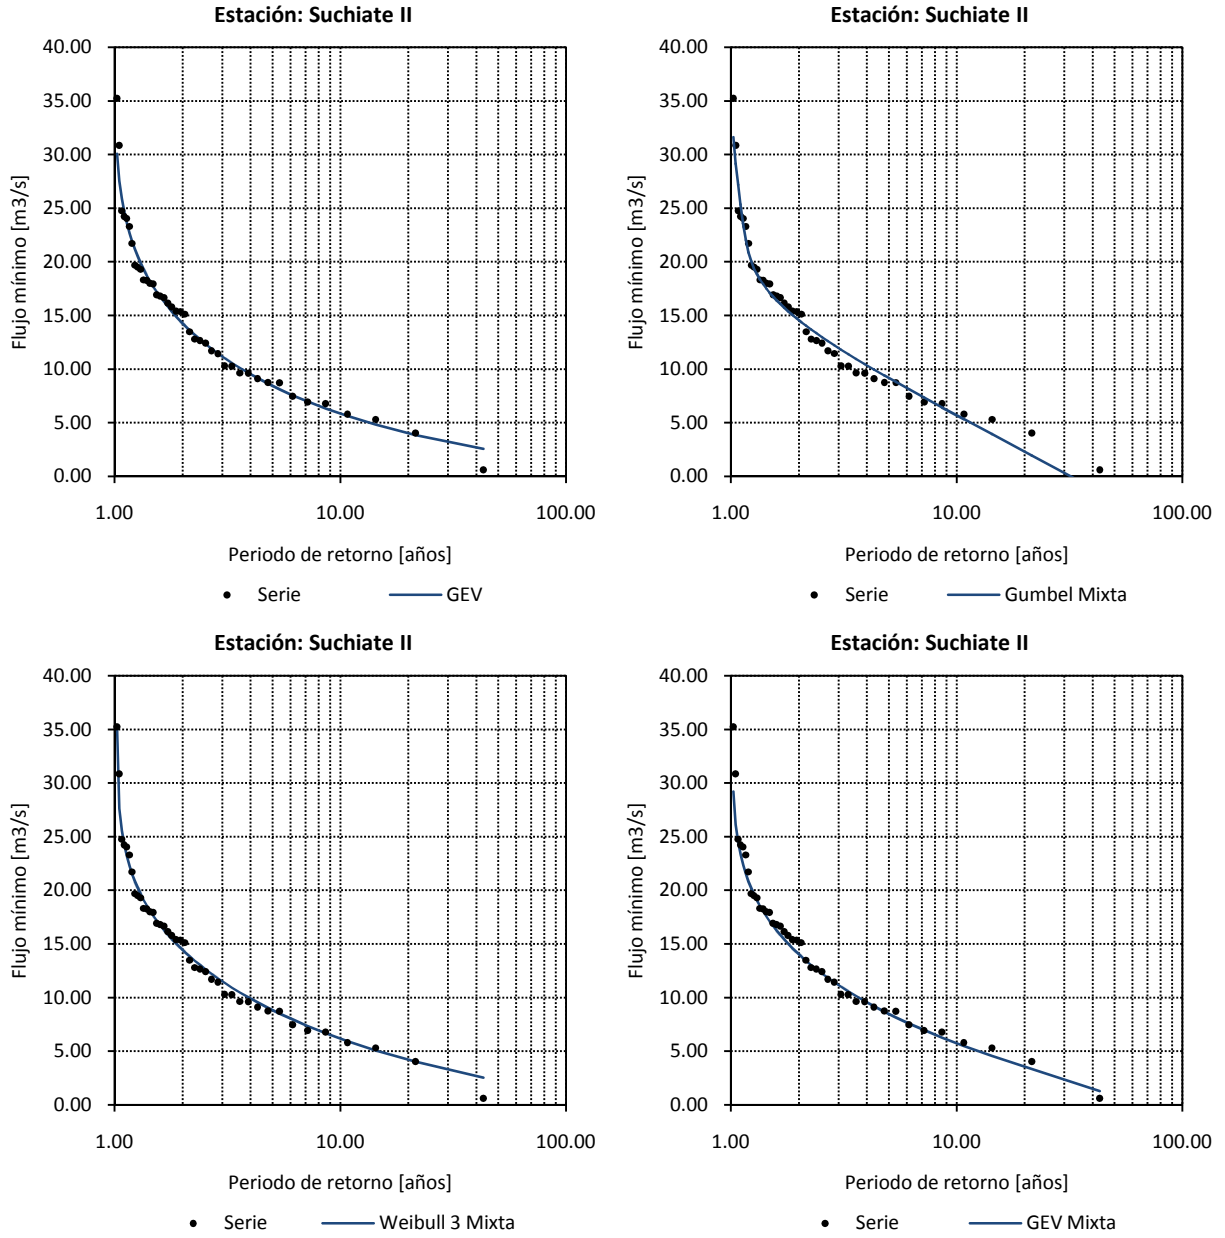 Estación: Suchiate II
40.00
35.00
30.00
25.00
20.00
15.00
10.00
5.00
0.00
Flujo mínimo [m3/s]
1.00 10.00 100.00
Periodo de retorno [años]
Serie GEV
Estación: Suchiate II
40.00
35.00
30.00
25.00
20.00
15.00
10.00
5.00
0.00
Flujo mínimo [m3/s]
1.00 10.00 100.00
Periodo de retorno [años]
Serie Gumbel Mixta
Estación: Suchiate II
40.00
35.00
30.00
25.00
20.00
15.00
10.00
5.00
0.00
Flujo mínimo [m3/s]
1.00 10.00 100.00
Periodo de retorno [años]
Serie Weibull 3 Mixta
Estación: Suchiate II
40.00
35.00
30.00
25.00
20.00
15.00
10.00
5.00
0.00
Flujo mínimo [m3/s]
1.00 10.00 100.00
Periodo de retorno [años]
Serie GEV Mixta